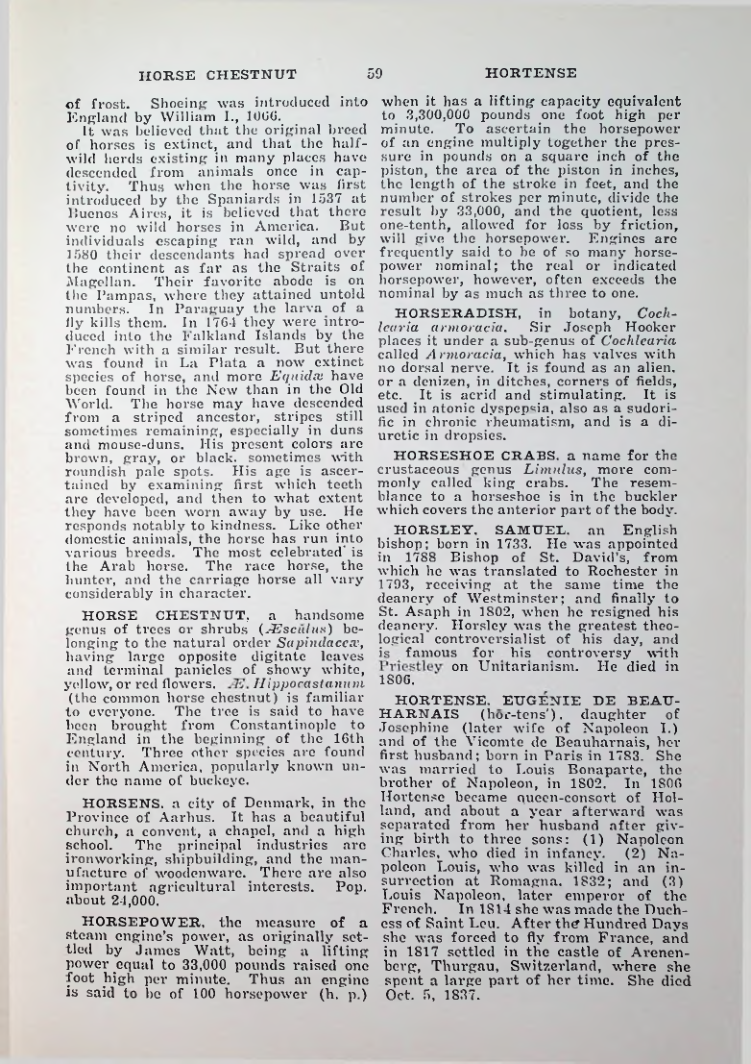 HORSE CHESTNUT 59 HORTENSE
of frost. Shoeing was introduced into
England by William I., 1066.
It was believed that the original breed
of horses is extinct, and that the half-
wild herds existing in many places have
descended from animals once in cap-
tivity. Thus when the horse was first
introduced by the Spaniards in 1537 at
Buenos Aires, it is believed that there
were no wild horses in America. But
individuals escaping ran wild, and by
1580 their descendants had spread over
the continent as far as the Straits of
Magellan. Their favorite abode is on
the Pampas, where they attained untold
numbers. In Paraguay the larva of a
fly kills them. In 1764 they were intro-
duced into the Falkland Islands by the
French with a similar result. But there
was found in La Plata a now extinct
species of horse, and more Equidæ have
been found in the New than in the Old
World. The horse may have descended
from a striped ancestor, stripes still
sometimes remaining, especially in duns
and mouse-duns. His present colors are
brown, gray, or black. sometimes with
roundish pale spots. His age is ascer-
tained by examining first which teeth
are developed, and then to what extent
they have been worn away by use. He
responds notably to kindness. Like other
domestic animals, the horse has run into
various breeds. The most celebrated is
the Arab horse. The race horse, the
hunter, and the carriage horse all vary
considerably in character.
HORSE CHESTNUT, a handsome
genus of trees or shrubs (Æscălus) be-
longing to the natural order Sapindaceæ,
having large opposite digitate leaves
and terminal panicles of showy white,
yellow, or red flowers. Æ. Hippocastanum
(the common horse chestnut) is familiar
to everyone. The tree is said to have
been brought from Constantinople to
England in the beginning of the 16th
century. Three other species are found
in North America, popularly known un-
der the name of buckeye.
HORSENS. a city of Denmark, in the
Province of Aarhus. It has a beautiful
church, a convent, a chapel, and a high
school. The principal industries are
ironworking, shipbuilding, and the man-
ufacture of woodenware. There are also
important agricultural interests. Pop.
about 24,000.
HORSEPOWER. the measure of a
steam engine's power, as originally set-
tled by James Watt, being a lifting
power equal to 33,000 pounds raised one
foot high per minute. Thus an engine
is said to be of 100 horsepower (h. p.)
when it has a lifting capacity equivalent
to 3,300,000 pounds one foot high per
minute. To ascertain the horsepower
of an engine multiply together the pres-
sure in pounds on a square inch of the
piston, the area of the piston in inches,
the length of the stroke in feet, and the
number of strokes per minute, divide the
result by 33,000, and the quotient, less
one-tenth, allowed for loss by friction,
will give the horsepower. Engines are
frequently said to be of so many horse-
power nominal; the real or indicated
horsepower, however, often exceeds the
nominal by as much as three to one.
HORSERADISH, in botany, Coch-
learia armoracia. Sir Joseph Hooker
places it under a sub-genus of Cochlearia
called Armoracia, which has valves with
no dorsal nerve. It is found as an alien.
or a denizen, in ditches, corners of fields,
etc. It is acrid and stimulating. It is
used in atonic dyspepsia, also as a sudori-
fic in chronic rheumatism, and is a di-
uretic in dropsies.
HORSESHOE CRABS. a name for the
crustaceous genus Limulus, more com-
monly called king crabs. The resem-
blance to a horseshoe is in the buckler
which covers the anterior part of the body.
HORSLEY. SAMUEL. an English
bishop; born in 1733. He was appointed
in 1788 Bishop of St. David's, from
which he was translated to Rochester in
1793, receiving at the same time the
deanery of Westminster; and finally to
St. Asaph in 1802, when he resigned his
deanery. Horsley was the greatest theo-
logical controversialist of his day, and
is famous for his controversy with
Priestley on Unitarianism. He died in
1806.
HORTENSE. EUGÉNIE DE BEAU-
HARNAIS (hōr-tens'). daughter of
Josephine (later wife of Napoleon I.)
and of the Vicomte de Beauharnais, her
first husband; born in Paris in 1783. She
was married to Louis Bonaparte, the
brother of Napoleon, in 1802. In 1806
Hortense became queen-consort of Hol-
land, and about a year afterward was
separated from her husband after giv-
ing birth to three sons: (1) Napoleon
Charles, who died in infancy. (2) Na-
poleon Louis, who was killed in an in-
surrection at Romagna. 1832; and (3)
Louis Napoleon, later emperor of the
French. In 1814 she was made the Duch-
ess of Saint Leu. After the Hundred Days
she was forced to fly from France, and
in 1817 settled in the castle of Arenen-
berg, Thurgau, Switzerland, where she
spent a large part of her time. She died
Oct. 5, 1837.